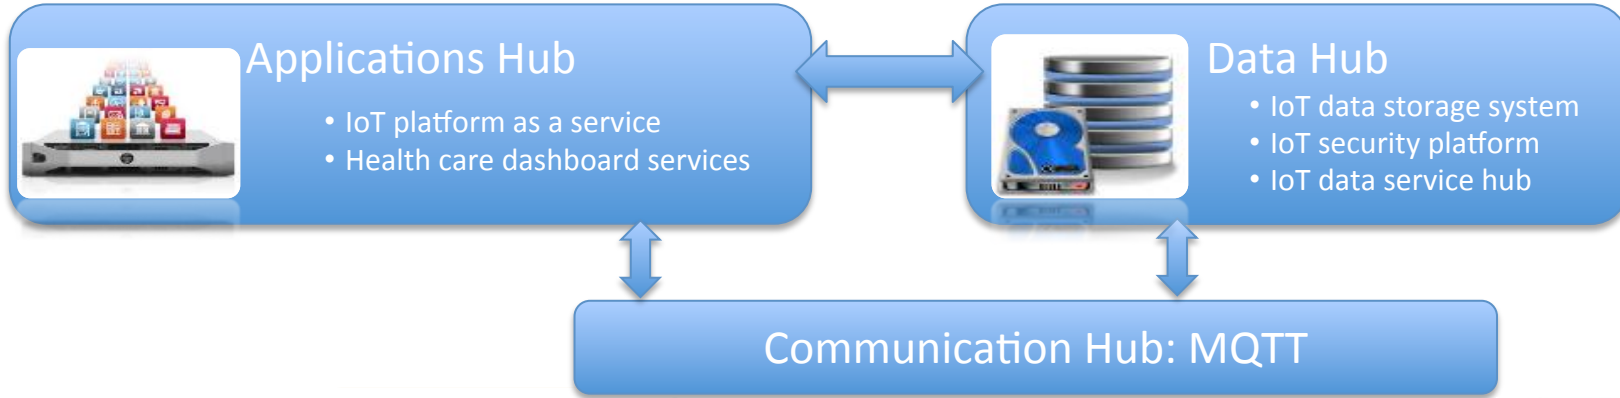 Applications Hub
• IoT platform as a service
• Health care dashboard services
Data Hub
• IoT data storage system
• IoT security platform
• IoT data service hub
Communication Hub: MQTT